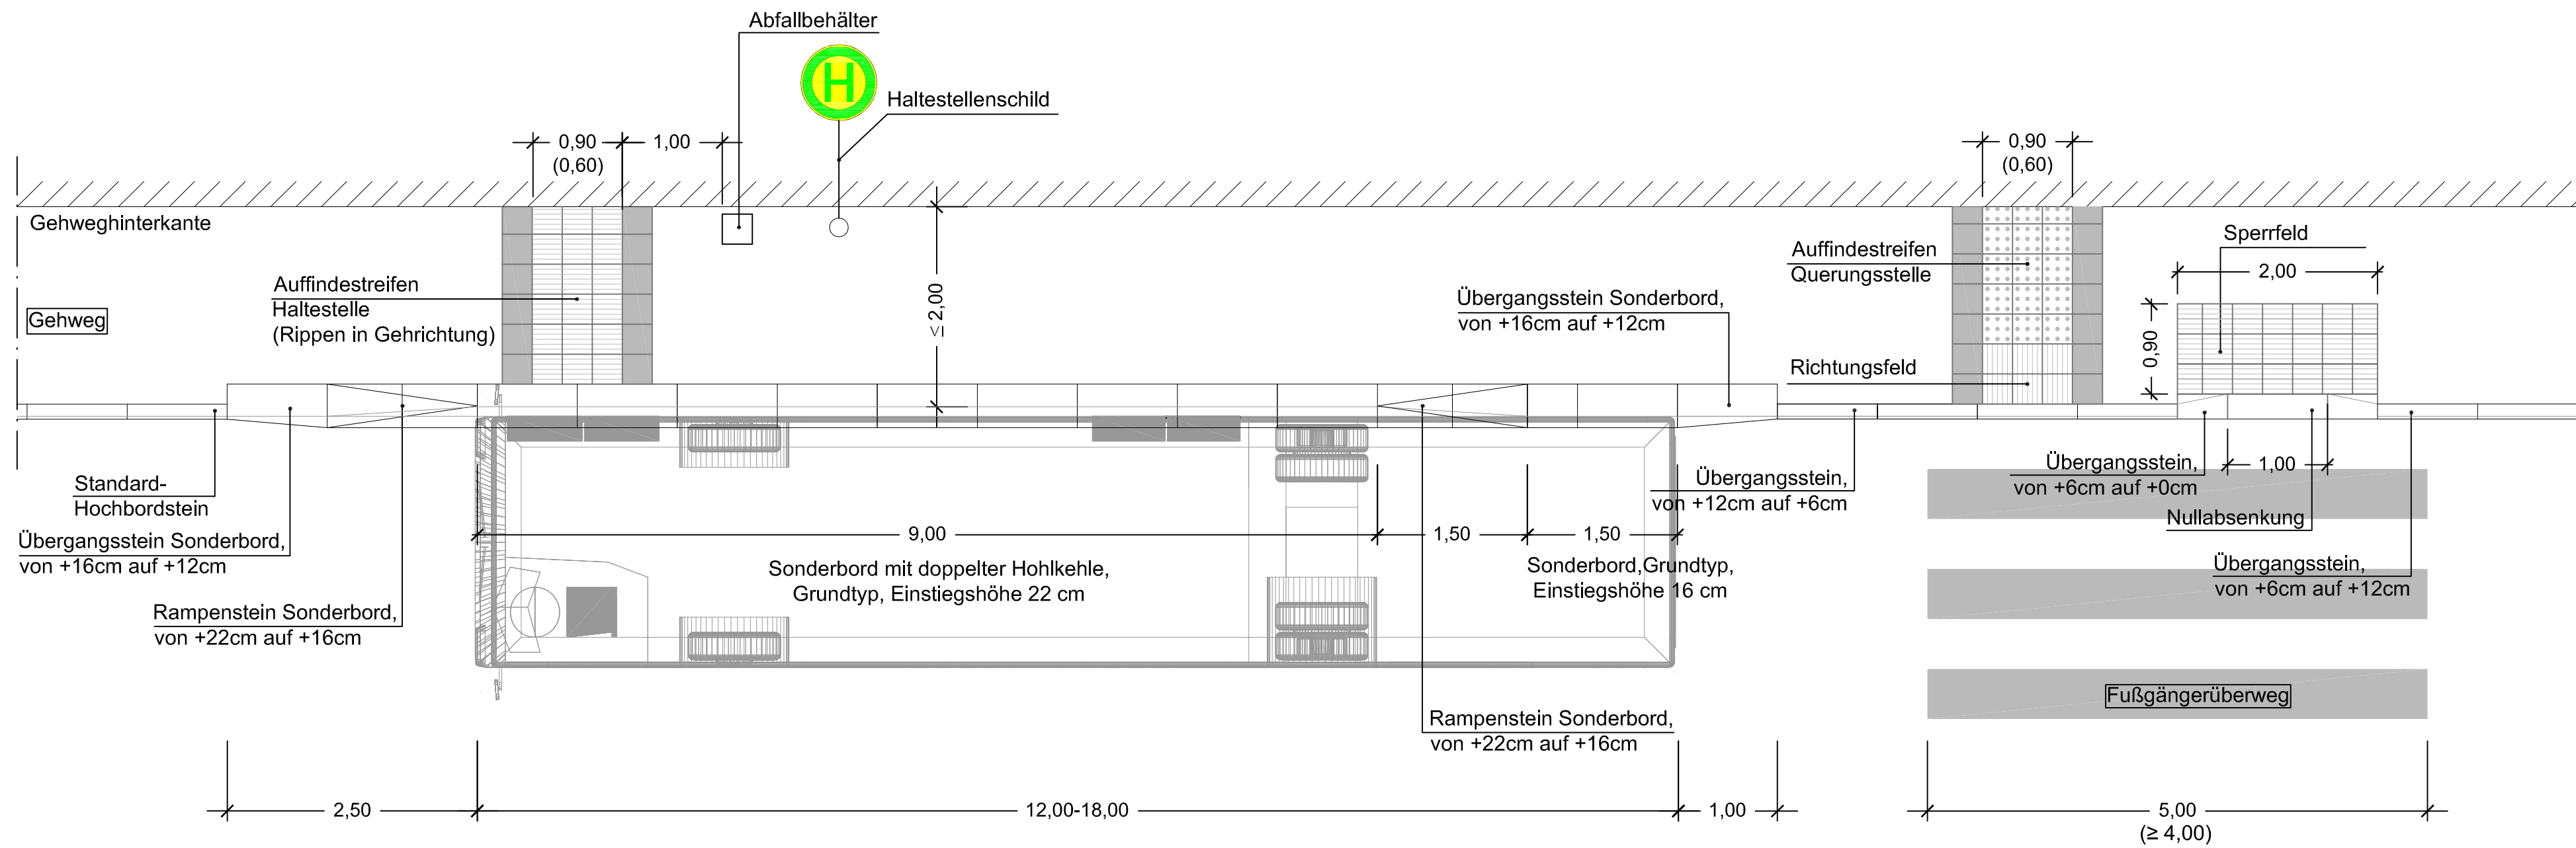 Abfallbehälter
H
Haltestellenschild
0,90
(0,60)
1,00
0,90
(0,60)
Gehweghinterkante
Gehweg
Auffindestreifen
Haltestelle
(Rippen in Gehrichtung)
≤ 2,00
Übergangsstein Sonderbord,
von +16cm auf +12cm
Auffindestreifen
Querungsstelle
Richtungsfeld
Sperrfeld
2,00
0,90
Standard-
Hochbordstein
Übergangsstein Sonderbord,
von +16cm auf +12cm
Rampenstein Sonderbord,
von +22cm auf +16cm
9,00
1,50
1,50
Sonderbord mit doppelter Hohlkehle,
Grundtyp, Einstiegshöhe 22 cm
Sonderbord,Grundtyp,
Einstiegshöhe 16 cm
Übergangsstein,
von +12cm auf +6cm
Übergangsstein,
von +6cm auf +0cm
1,00
Nullabsenkung
Übergangsstein,
von +6cm auf +12cm
Rampenstein Sonderbord,
von +22cm auf +16cm
Fußgängerüberweg
2,50
12,00-18,00
1,00
5,00
(≥ 4,00)